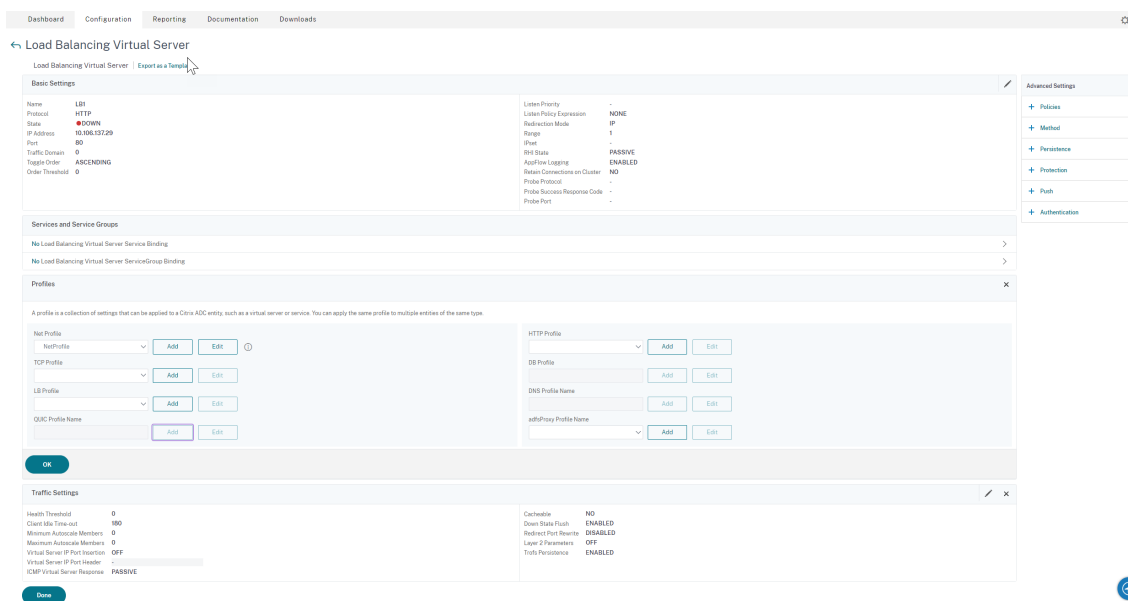 Dashboard Configuration Reporting Documentation Downloads
Load Balancing Virtual Server
Load Balancing Virtual Server | Export as a Templa
Basic Settings
Name LB1
Protocol HTTP
State DOWN
IP Address 10.106.137.29
Port 80
Traffic Domain 0
Toggle Order ASCENDING
Order Threshold 0
Listen Priority -
Listen Policy Expression NONE
Redirection Mode IP
Range 1
IPset -
RHI State PASSIVE
AppFlow Logging ENABLED
Retain Connections on Cluster NO
Probe Protocol -
Probe Success Response Code -
Probe Port -
Advanced Settings
+ Policies
+ Method
+ Persistence
+ Protection
+ Push
+ Authentication
Services and Service Groups
No Load Balancing Virtual Server Service Binding
No Load Balancing Virtual Server ServiceGroup Binding
Profiles
A profile is a collection of settings that can be applied to a Citrix ADC entity, such as a virtual server or service. You can apply the same profile to multiple entities of the same type.
Net Profile
NetProfile Add Edit
TCP Profile
Add Edit
LB Profile
Add Edit
QUIC Profile Name
Add Edit
HTTP Profile
Add Edit
DB Profile
Add Edit
DNS Profile Name
Add Edit
adfsProxy Profile Name
Add Edit
OK
Traffic Settings
Health Threshold 0
Client Idle Time-out 180
Minimum Autoscale Members 0
Maximum Autoscale Members 0
Virtual Server IP Port Insertion OFF
Virtual Server IP Port Header -
ICMP Virtual Server Response PASSIVE
Cacheable NO
Down State Flush ENABLED
Redirect Port Rewrite DISABLED
Layer 2 Parameters OFF
Trofs Persistence ENABLED
Done